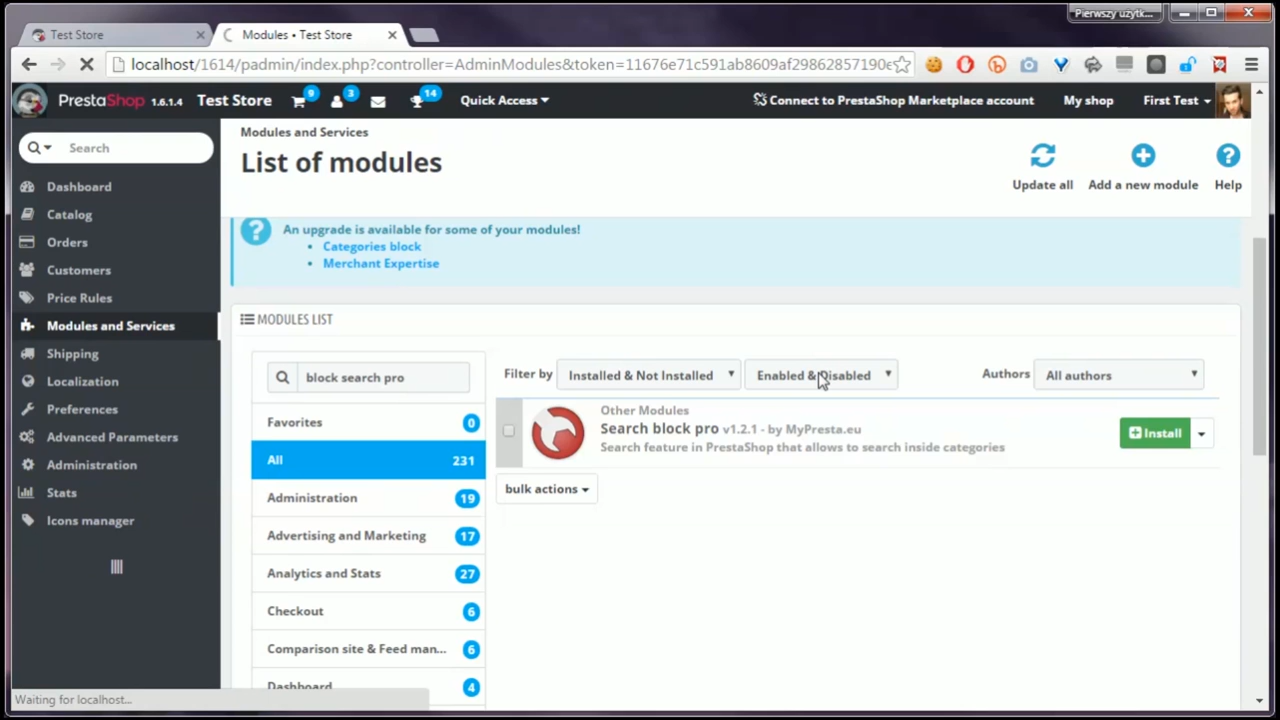 Pierwszy uzytk...
Test Store
Modules • Test Store
localhost/1614/padmin/index.php?controller=AdminModules&token=11676e71c591ab8609af29862857190e
PrestaShop 1.6.1.4 Test Store 9 3 14 Quick Access Connect to PrestaShop Marketplace account My shop First Test
Search
Dashboard
Catalog
Orders
Customers
Price Rules
Modules and Services
Shipping
Localization
Preferences
Advanced Parameters
Administration
Stats
Icons manager
Modules and Services
List of modules
Update all
Add a new module
Help
An upgrade is available for some of your modules!
Categories block
Merchant Expertise
MODULES LIST
block search pro
Favorites 0
All 231
Administration 19
Advertising and Marketing 17
Analytics and Stats 27
Checkout 6
Comparison site & Feed man... 6
Dashboard 4
Filter by Installed & Not Installed Enabled & Disabled Authors All authors
Other Modules
Search block pro v1.2.1 - by MyPresta.eu
Search feature in PrestaShop that allows to search inside categories
Install
bulk actions
Waiting for localhost...